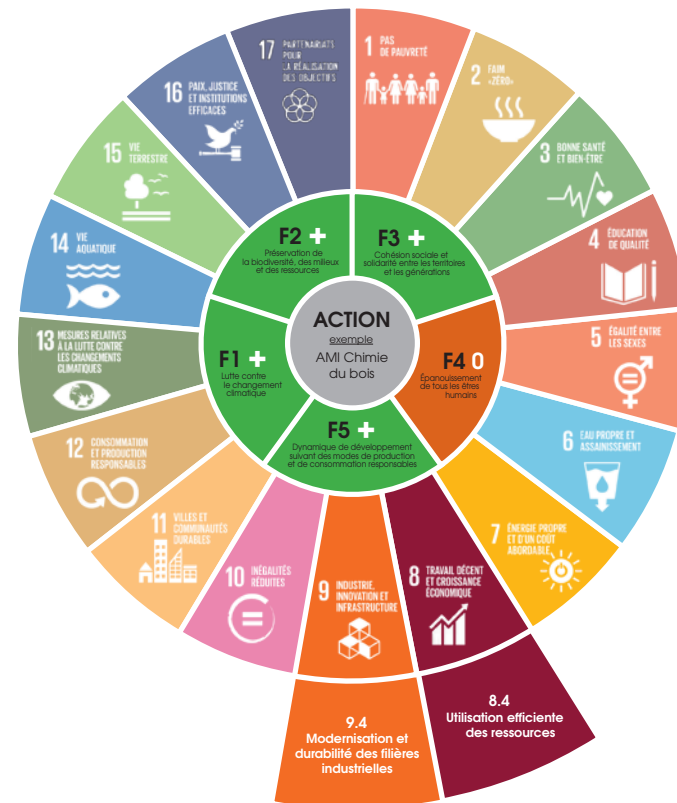 17 PARTENARIATS
POUR
LA RÉALISATION
DES OBJECTIFS
1 PAS
DE PAUVRETÉ
2 FAIM
«ZÉRO»
3 BONNE SANTÉ
ET BIEN-ÊTRE
4 ÉDUCATION
DE QUALITÉ
5 ÉGALITÉ ENTRE
LES SEXES
6 EAU PROPRE ET
ASSAINISSEMENT
7 ÉNERGIE PROPRE
ET D'UN COÛT
ABORDABLE
8 TRAVAIL DÉCENT
ET CROISSANCE
ÉCONOMIQUE
9 INDUSTRIE,
INNOVATION ET
INFRASTRUCTURE
10 INÉGALITÉS
RÉDUITES
11 VILLES ET
COMMUNAUTÉS
DURABLES
12 CONSOMMATION
ET PRODUCTION
RESPONSABLES
13 MESURES RELATIVES
À LA LUTTE CONTRE
LES CHANGEMENTS
CLIMATIQUES
14 VIE
AQUATIQUE
15 VIE
TERRESTRE
16 PAIX, JUSTICE
ET INSTITUTIONS
EFFICACES
F2 +
Préservation de
la biodiversité, des milieux
et des ressources
F3 +
Cohésion sociale et
solidarité entre les territoires
et les générations
F1 +
Lutte contre
le changement
climatique
ACTION
exemple
AMI Chimie
du bois
F4 0
Épanouissement
de tous les êtres
humains
F5 +
Dynamique de développement
suivant des modes de production
et de consommation responsables
9.4
Modernisation et
durabilité des filières
industrielles
8.4
Utilisation efficiente
des ressources